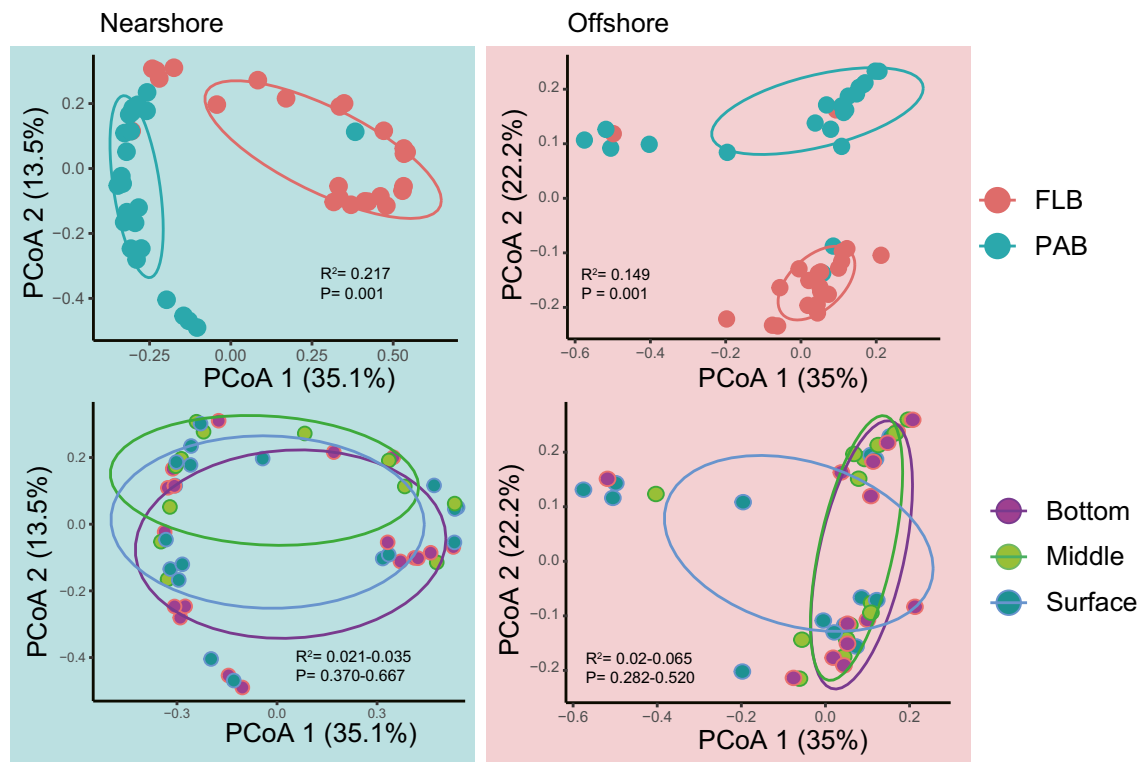 Nearshore
Offshore
PCoA 2 (13.5%)
0.2
0.0
−0.2
−0.4
R²= 0.217
P= 0.001
−0.25
0.00
0.25
0.50
PCoA 1 (35.1%)
PCoA 2 (22.2%)
0.2
0.1
0.0
−0.1
−0.2
R²= 0.149
P= 0.001
−0.6
−0.4
−0.2
0.0
0.2
PCoA 1 (35%)
FLB
PAB
PCoA 2 (13.5%)
0.2
0.0
−0.2
−0.4
R²= 0.021-0.035
P= 0.370-0.667
−0.3
0.0
0.3
PCoA 1 (35.1%)
PCoA 2 (22.2%)
0.2
0.1
0.0
−0.1
−0.2
R²= 0.02-0.065
P= 0.282-0.520
−0.6
−0.4
−0.2
0.0
0.2
PCoA 1 (35%)
Bottom
Middle
Surface